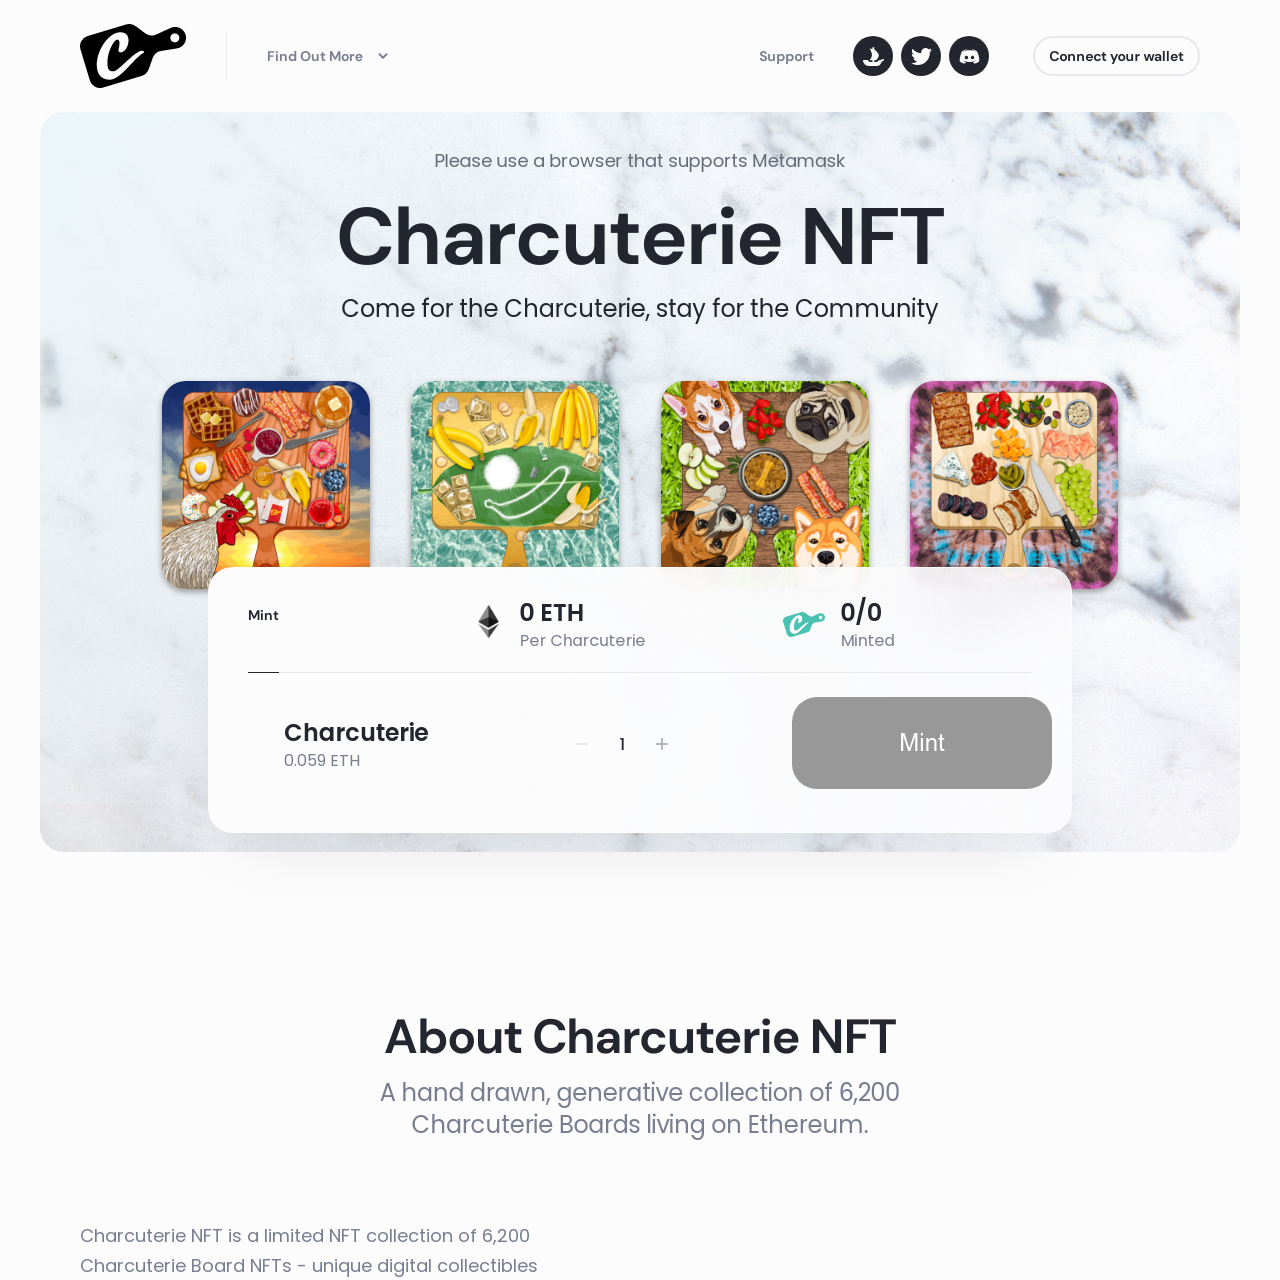 Find Out More
Support
Connect your wallet
Please use a browser that supports Metamask
Charcuterie NFT
Come for the Charcuterie, stay for the Community
Mint
0 ETH
Per Charcuterie
0/0
Minted
Charcuterie
0.059 ETH
1
Mint
About Charcuterie NFT
A hand drawn, generative collection of 6,200
Charcuterie Boards living on Ethereum.
Charcuterie NFT is a limited NFT collection of 6,200
Charcuterie Board NFTs - unique digital collectibles